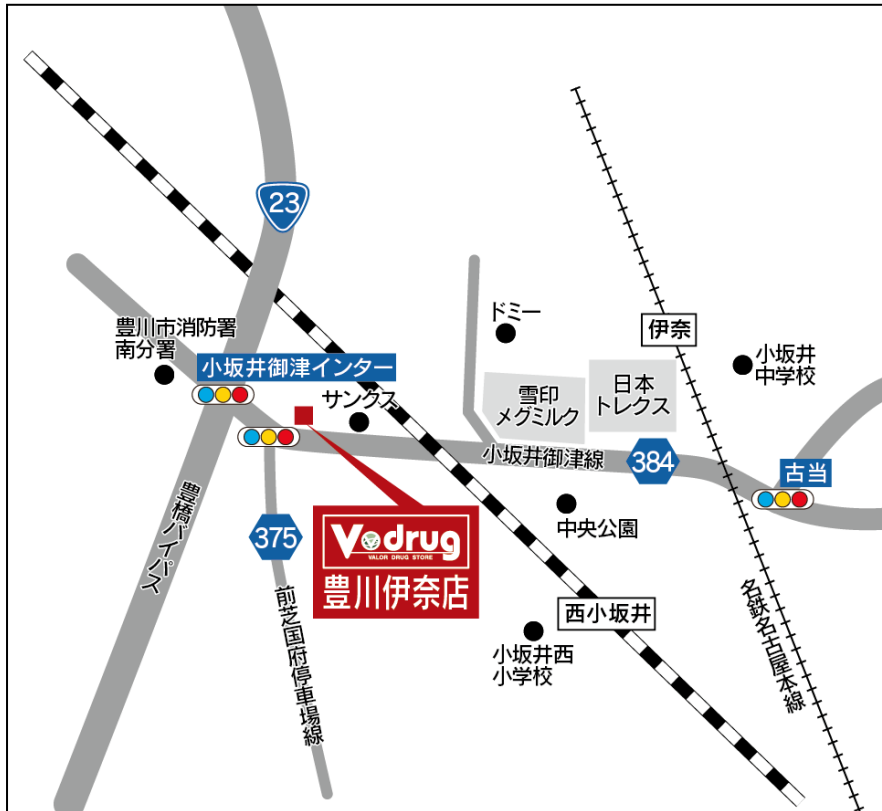 23
豊川市消防署
南分署
小坂井御津インター
サンクス
ドミー
雪印
メグミルク
日本
トレクス
伊奈
小坂井
中学校
小坂井御津線
384
古当
豊橋バイパス
375
前芝国府停車場線
Vdrug
VALOR DRUG STORE
豊川伊奈店
中央公園
西小坂井
小坂井西
小学校
名鉄名古屋本線